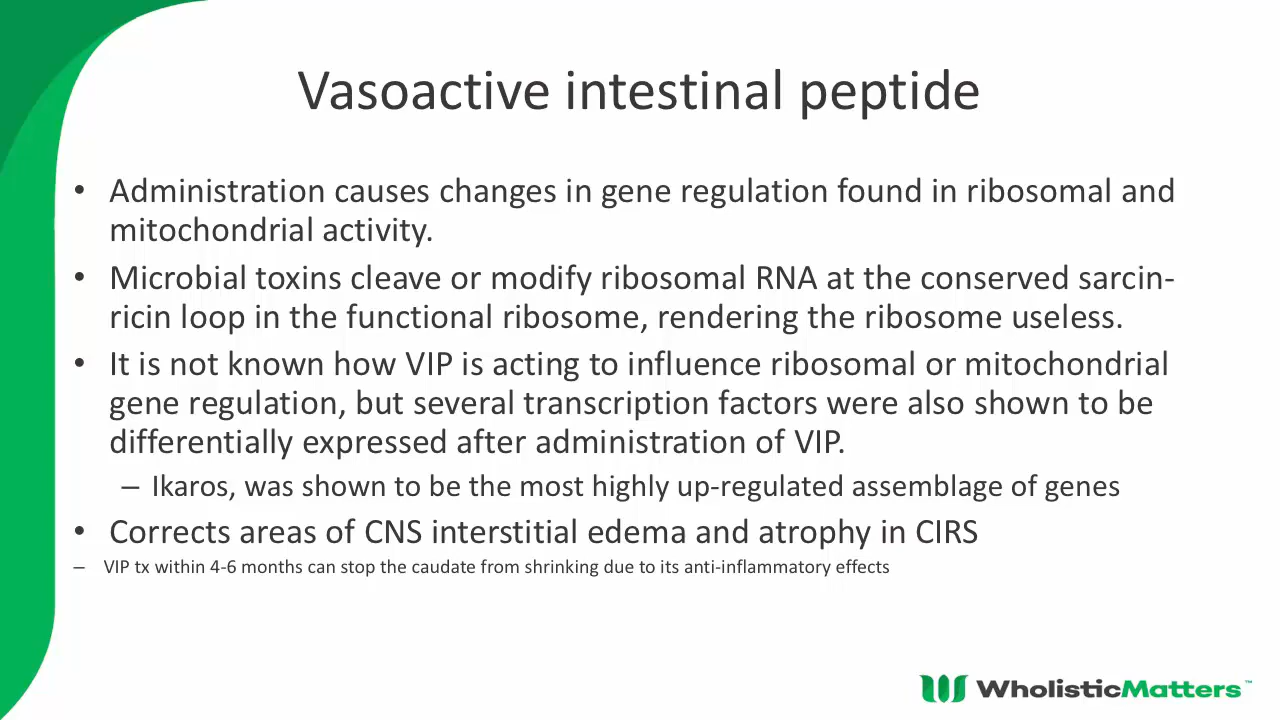 Vasoactive intestinal peptide
• Administration causes changes in gene regulation found in ribosomal and
mitochondrial activity.
• Microbial toxins cleave or modify ribosomal RNA at the conserved sarcin-
ricin loop in the functional ribosome, rendering the ribosome useless.
• It is not known how VIP is acting to influence ribosomal or mitochondrial
gene regulation, but several transcription factors were also shown to be
differentially expressed after administration of VIP.
– Ikaros, was shown to be the most highly up-regulated assemblage of genes
• Corrects areas of CNS interstitial edema and atrophy in CIRS
– VIP tx within 4-6 months can stop the caudate from shrinking due to its anti-inflammatory effects
WholisticMatters™